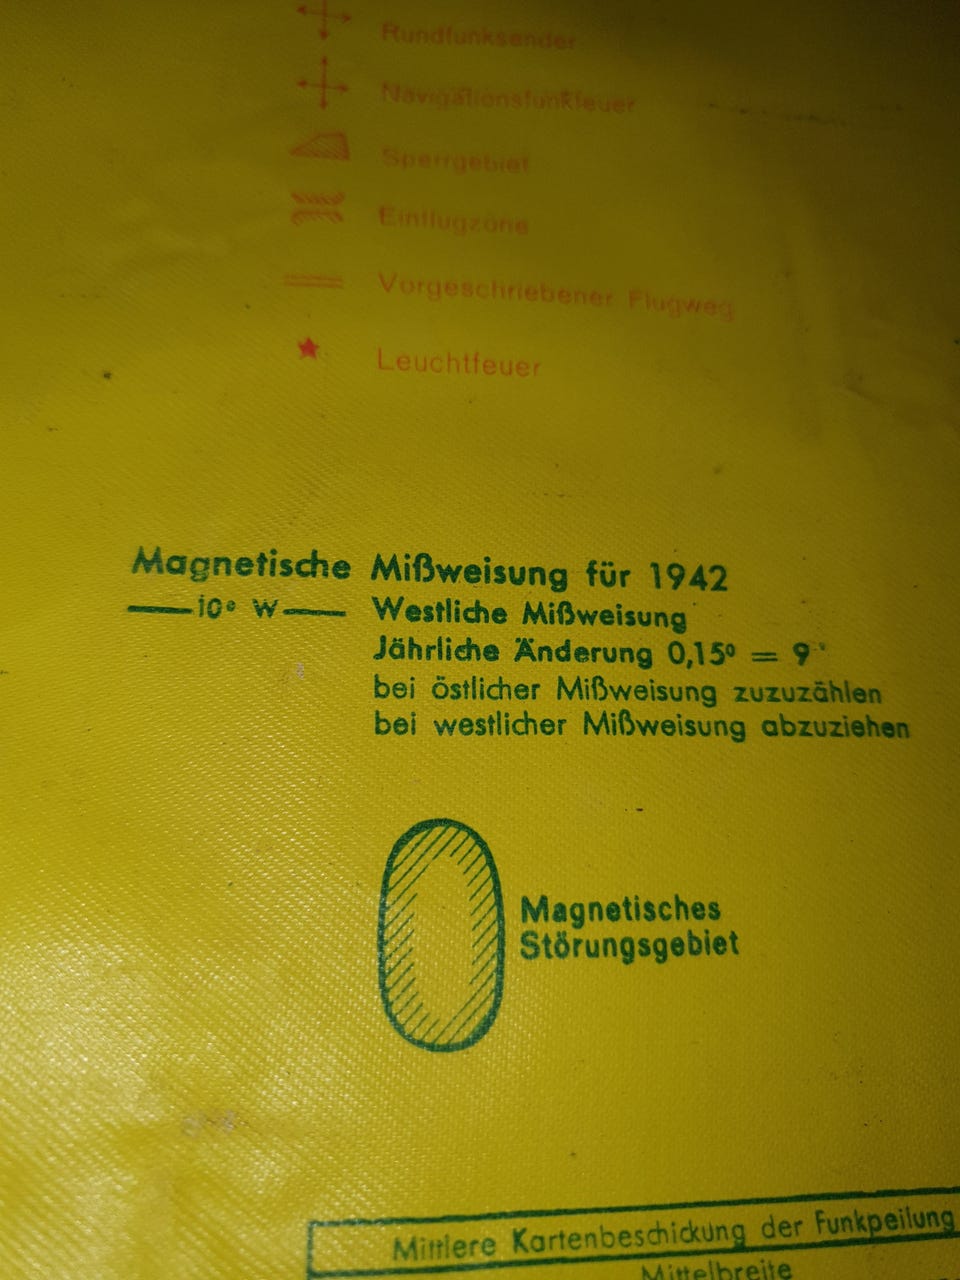 Rundfunksender
Navigationsfunkfeuer
Sperrgebiet
Einflugzone
Vorgeschriebener Flugweg
Leuchtfeuer
Magnetische Mißweisung für 1942
10° W Westliche Mißweisung
Jährliche Änderung 0,15° = 9'
bei östlicher Mißweisung zuzuzählen
bei westlicher Mißweisung abzuziehen
Magnetisches
Störungsgebiet
Mittlere Kartenbeschickung der Funkpeilung
Mittelbreite